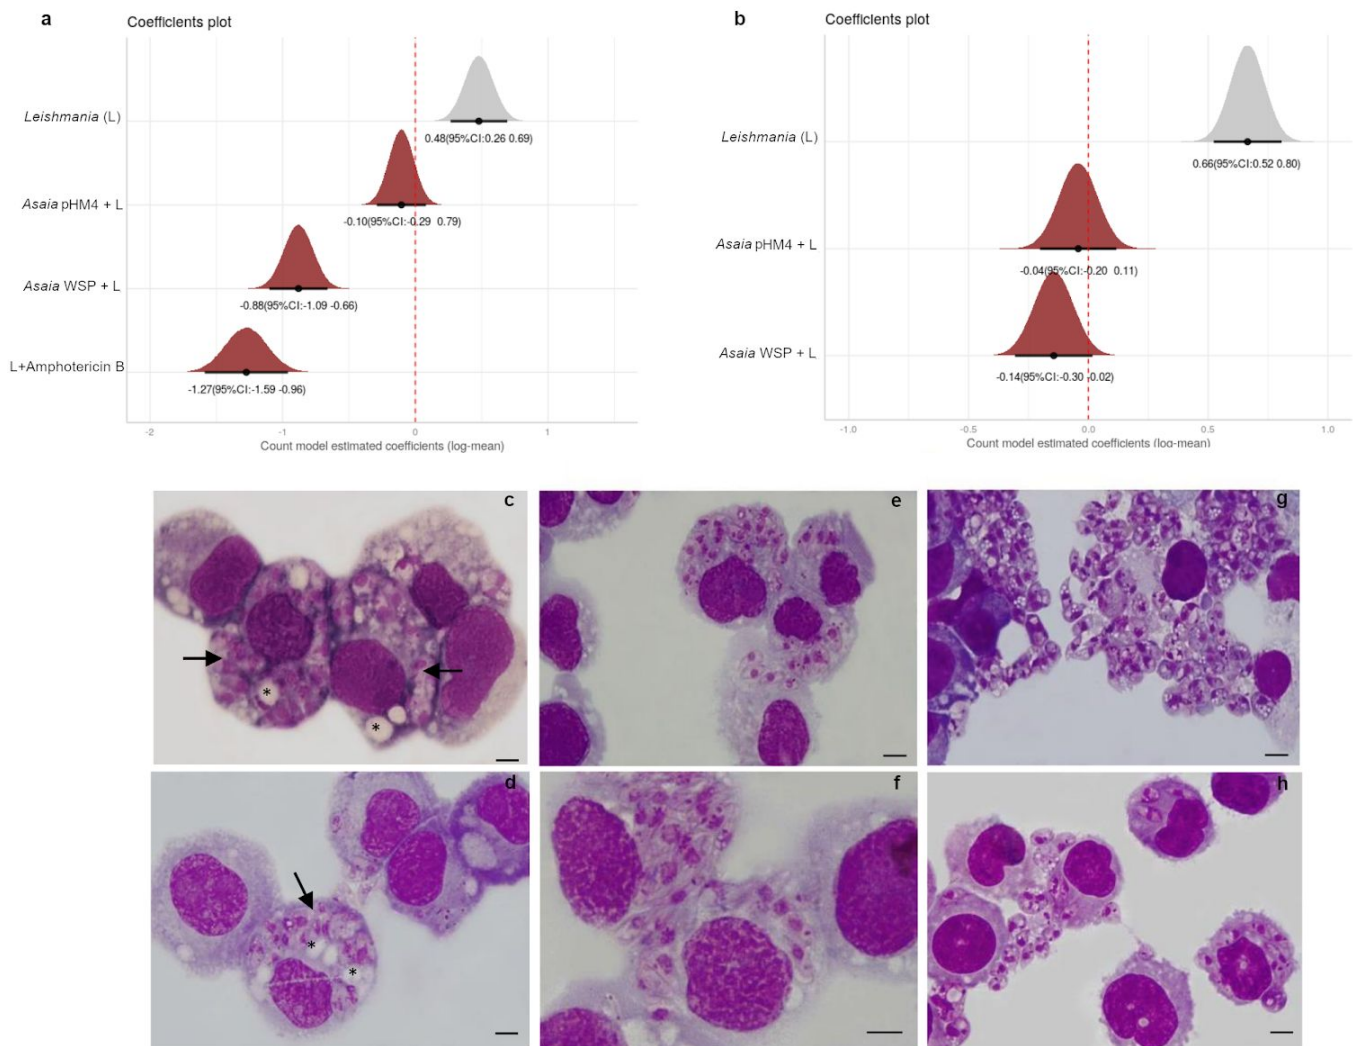 a
Coefficients plot
Leishmania (L)
0.48(95%CI:0.26 0.69)
Asaia pHM4 + L
-0.10(95%CI:-0.29 0.79)
Asaia WSP + L
-0.88(95%CI:-1.09 -0.66)
L+Amphotericin B
-1.27(95%CI:-1.59 -0.96)
-2 -1 0 1
Count model estimated coefficients (log-mean)
b
Coefficients plot
Leishmania (L)
0.66(95%CI:0.52 0.80)
Asaia pHM4 + L
-0.04(95%CI:-0.20 0.11)
Asaia WSP + L
-0.14(95%CI:-0.30 -0.02)
-1.0 -0.5 0.0 0.5 1.0
Count model estimated coefficients (log-mean)
c
*
*
e
g
d
*
*
f
h